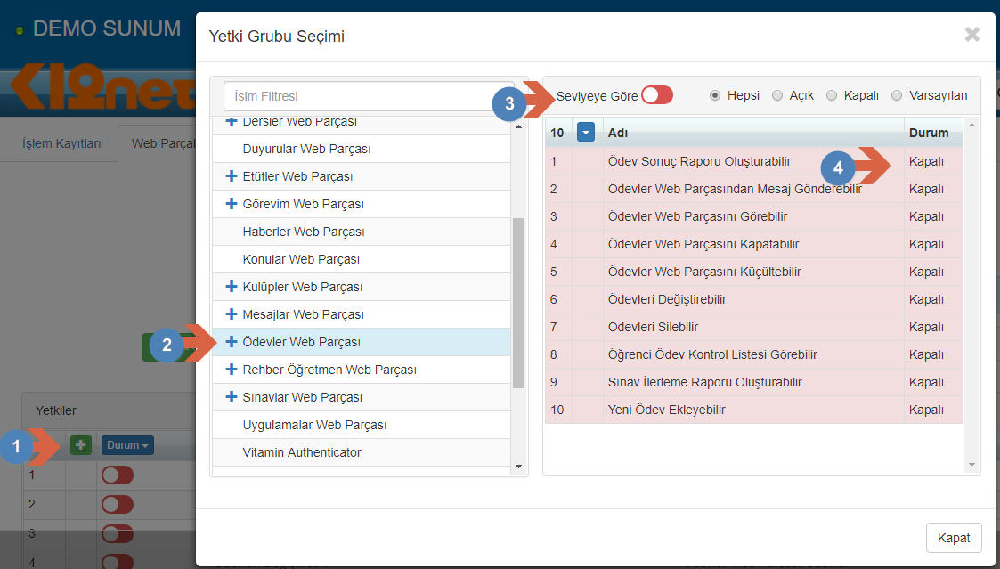 DEMO SUNUM
K12net
İşlem Kayıtları
Web Parçal
Yetkiler
1
Durum
1
2
3
4
Yetki Grubu Seçimi
İsim Filtresi
Dersler Web Parçası
Duyurular Web Parçası
Etütler Web Parçası
Görevim Web Parçası
Haberler Web Parçası
Konular Web Parçası
Kulüpler Web Parçası
Mesajlar Web Parçası
2
Ödevler Web Parçası
Rehber Öğretmen Web Parçası
Sınavlar Web Parçası
Uygulamalar Web Parçası
Vitamin Authenticator
3
Seviyeye Göre Hepsi Açık Kapalı Varsayılan
10 Adı Durum
1 Ödev Sonuç Raporu Oluşturabilir 4 Kapalı
2 Ödevler Web Parçasından Mesaj Gönderebilir Kapalı
3 Ödevler Web Parçasını Görebilir Kapalı
4 Ödevler Web Parçasını Kapatabilir Kapalı
5 Ödevler Web Parçasını Küçültebilir Kapalı
6 Ödevleri Değiştirebilir Kapalı
7 Ödevleri Silebilir Kapalı
8 Öğrenci Ödev Kontrol Listesi Görebilir Kapalı
9 Sınav İlerleme Raporu Oluşturabilir Kapalı
10 Yeni Ödev Ekleyebilir Kapalı
Kapat